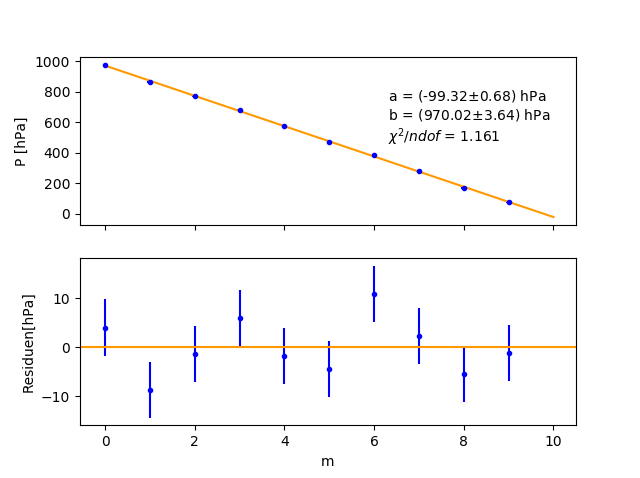 1000
800
600
400
200
0
P [hPa]
a = (-99.32±0.68) hPa
b = (970.02±3.64) hPa
χ²/ndof = 1.161
10
0
−10
Residuen[hPa]
0 2 4 6 8 10
m